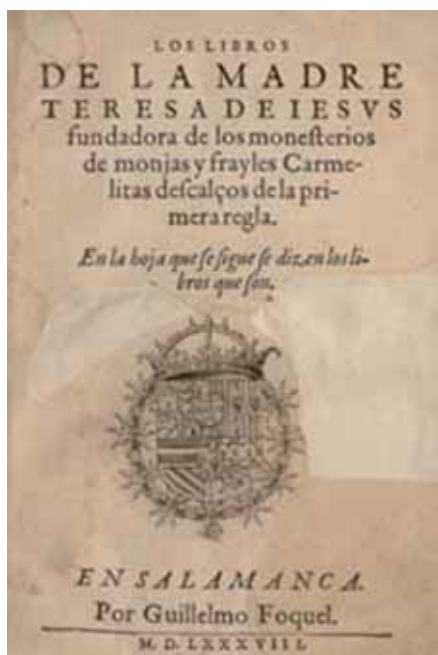 LOS LIBROS
DE LA MADRE
TERESA DE IESVS
fundadora de los moneſterios
de monjas y frayles Carme-
litas deſcalços de la pri-
mera regla.
En la hoja que ſe ſigue ſe dizen los li-
bros que ſon.
EN SALAMANCA.
Por Guillelmo Foquel.
M. D. LXXXVIII.